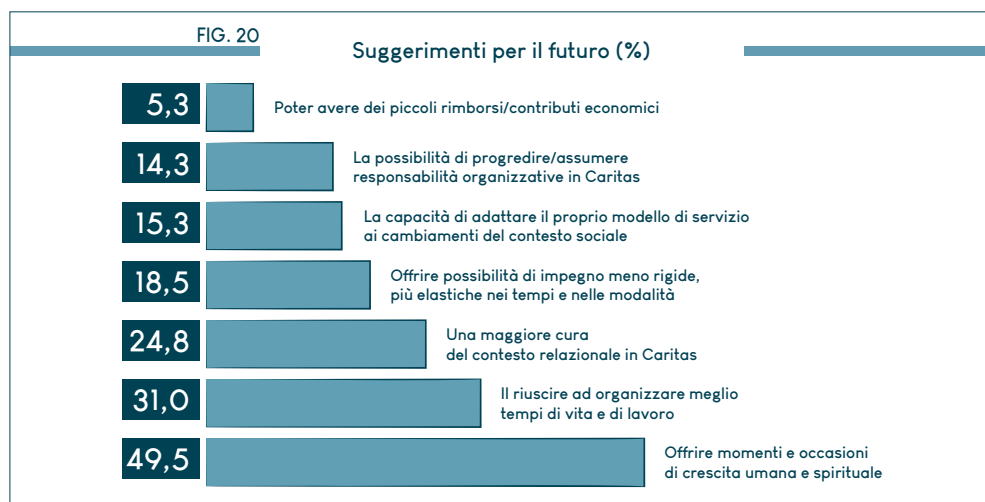 FIG. 20
Suggerimenti per il futuro (%)
5,3
Poter avere dei piccoli rimborsi/contributi economici
14,3
La possibilità di progredire/assumere
responsabilità organizzative in Caritas
15,3
La capacità di adattare il proprio modello di servizio
ai cambiamenti del contesto sociale
18,5
Offrire possibilità di impegno meno rigide,
più elastiche nei tempi e nelle modalità
24,8
Una maggiore cura
del contesto relazionale in Caritas
31,0
Il riuscire ad organizzare meglio
tempi di vita e di lavoro
49,5
Offrire momenti e occasioni
di crescita umana e spirituale